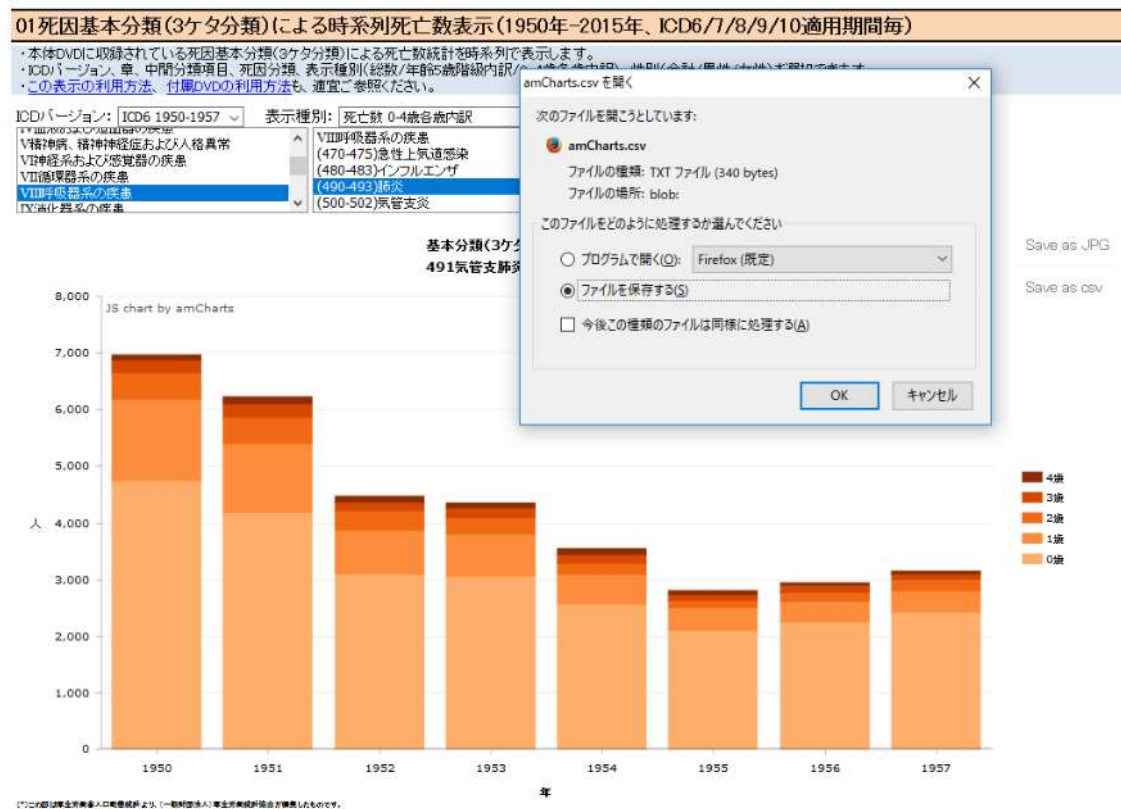 01死因基本分類(3ケタ分類)による時系列死亡数表示(1950年-2015年、ICD6/7/8/9/10適用期間毎)
・本体DVDに収録されている死因基本分類(3ケタ分類)による死亡数統計を時系列で表示します。
・ICDバージョン、章、中間分類項目、死因分類、表示種別(総数/年齢5歳階級内訳/0-4歳各歳内訳)、性別(合計/男性/女性)を選択できます
・この表示の利用方法、付属DVDの利用方法も、適宜ご参照ください。
ICDバージョン: ICD6 1950-1957 表示種別: 死亡数 0-4歳各歳内訳
V精神病、精神神経症および人格異常
VI神経系および感覚器の疾患
VII循環器系の疾患
VIII呼吸器系の疾患
IX消化器系の疾患
VIII呼吸器系の疾患
(470-475)急性上気道感染
(480-483)インフルエンザ
(490-493)肺炎
(500-502)気管支炎
amCharts.csv を開く
次のファイルを開こうとしています:
amCharts.csv
ファイルの種類: TXT ファイル (340 bytes)
ファイルの場所: blob:
このファイルをどのように処理するか選んでください
プログラムで開く(O): Firefox (既定)
ファイルを保存する(S)
今後この種類のファイルは同様に処理する(A)
OK キャンセル
Save as JPG
Save as csv
基本分類(3ケタ
491気管支肺炎
JS chart by amCharts
8,000
7,000
6,000
5,000
人 4,000
3,000
2,000
1,000
0
4歳
3歳
2歳
1歳
0歳
1950 1951 1952 1953 1954 1955 1956 1957
年